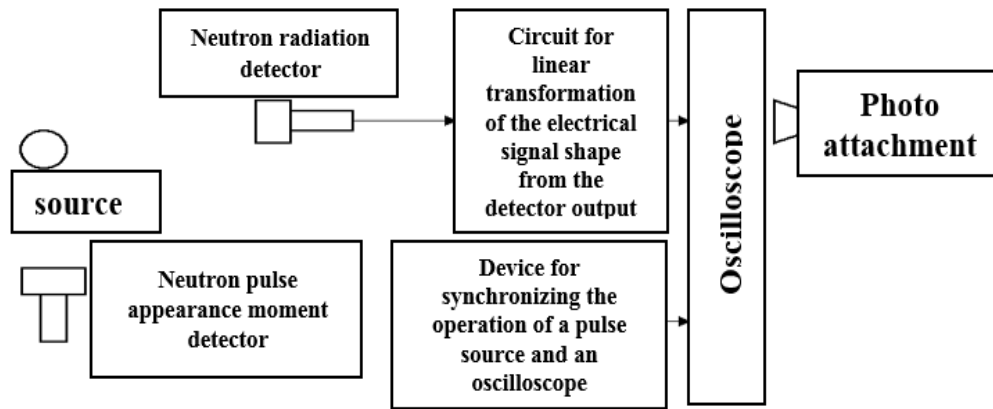 Neutron radiation
detector
Circuit for
linear
transformation
of the electrical
signal shape
from the
detector output
Oscilloscope
Photo
attachment
source
Neutron pulse
appearance moment
detector
Device for
synchronizing the
operation of a pulse
source and an
oscilloscope